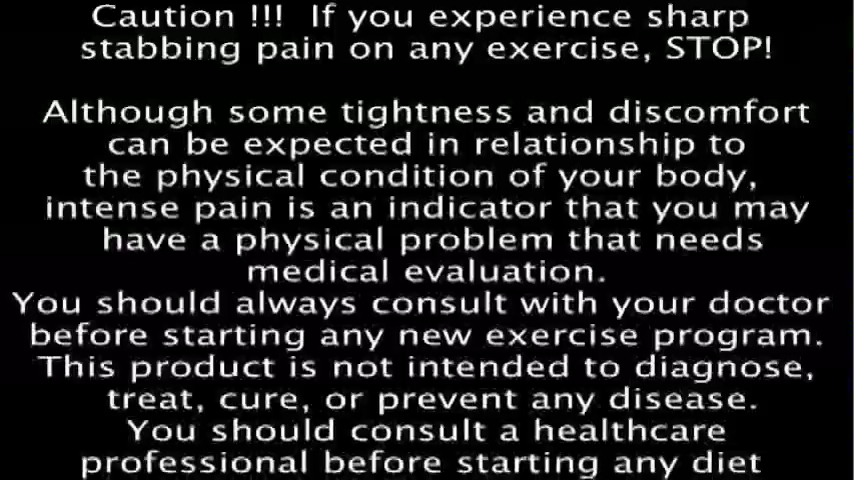 Caution !!!  If you experience sharp
stabbing pain on any exercise, STOP!
Although some tightness and discomfort
can be expected in relationship to
the physical condition of your body,
intense pain is an indicator that you may
have a physical problem that needs
medical evaluation.
You should always consult with your doctor
before starting any new exercise program.
This product is not intended to diagnose,
treat, cure, or prevent any disease.
You should consult a healthcare
professional before starting any diet